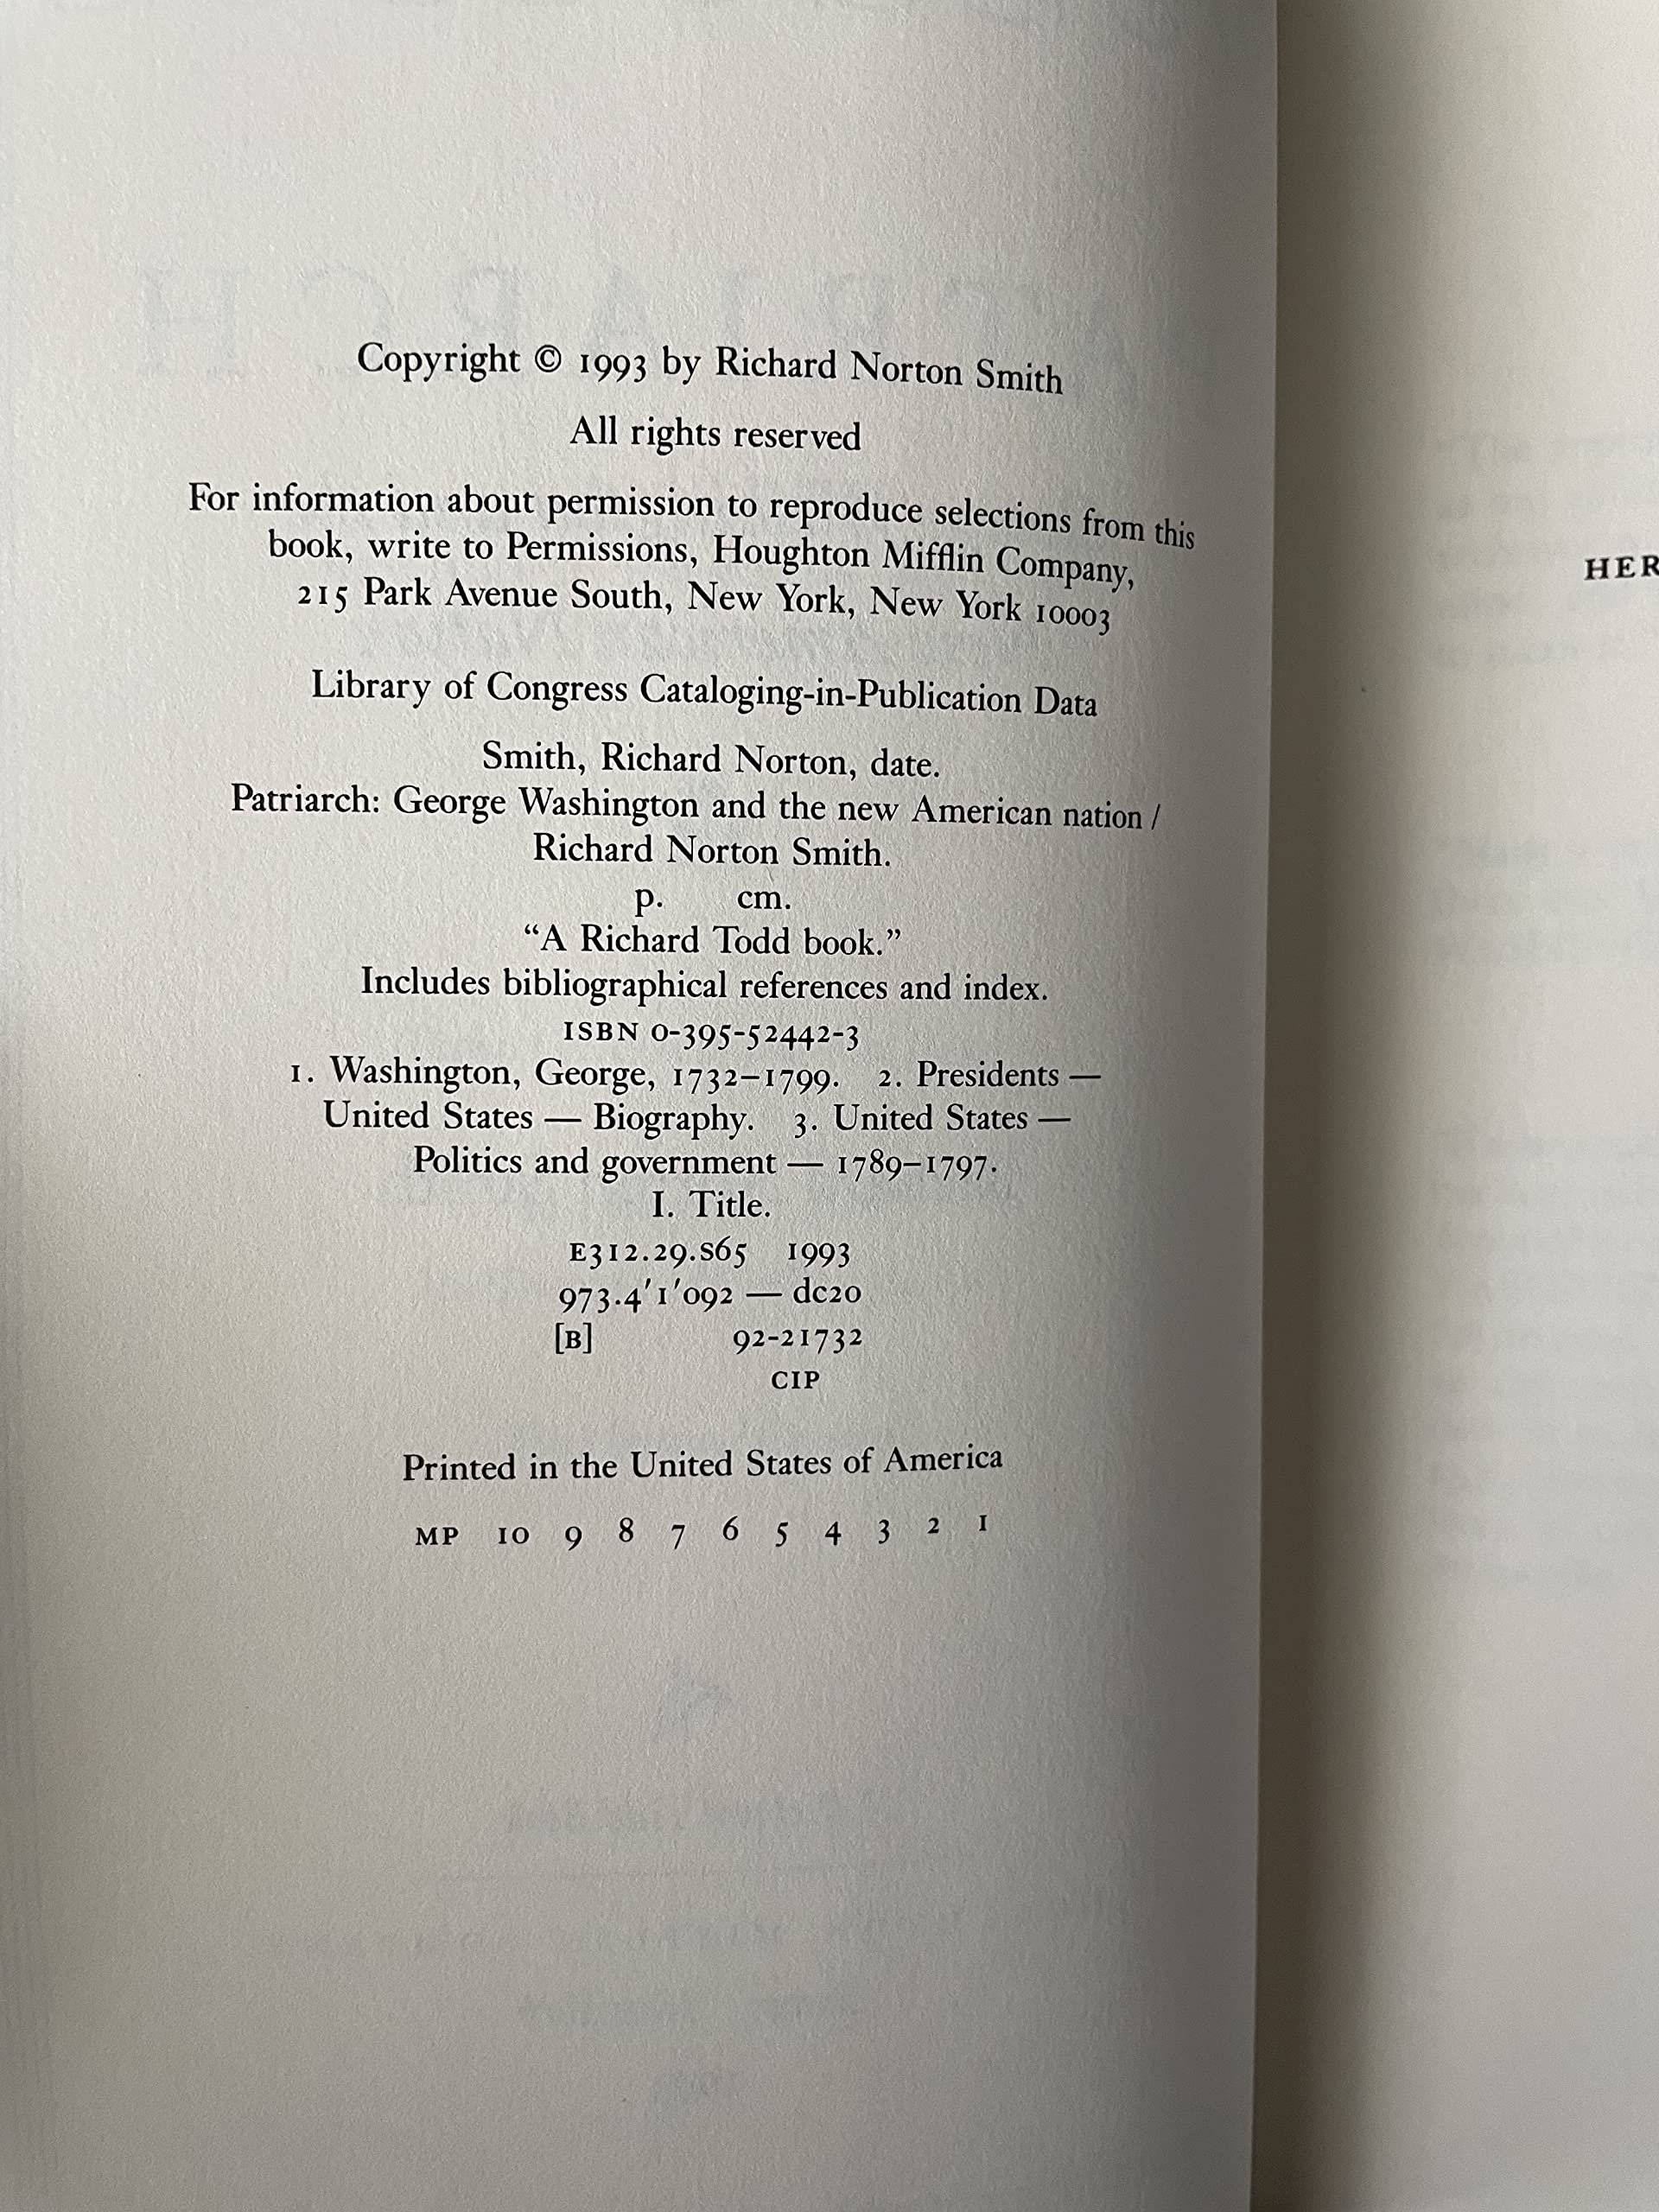 Copyright © 1993 by Richard Norton Smith
All rights reserved
For information about permission to reproduce selections from this
book, write to Permissions, Houghton Mifflin Company,
215 Park Avenue South, New York, New York 10003
Library of Congress Cataloging-in-Publication Data
Smith, Richard Norton, date.
Patriarch: George Washington and the new American nation /
Richard Norton Smith.
p. cm.
“A Richard Todd book.”
Includes bibliographical references and index.
ISBN 0-395-52442-3
1. Washington, George, 1732–1799. 2. Presidents —
United States — Biography. 3. United States —
Politics and government — 1789–1797.
I. Title.
E312.29.S65 1993
973.4′1′092 — dc20
[B] 92-21732
CIP
Printed in the United States of America
MP 10 9 8 7 6 5 4 3 2 1
HER